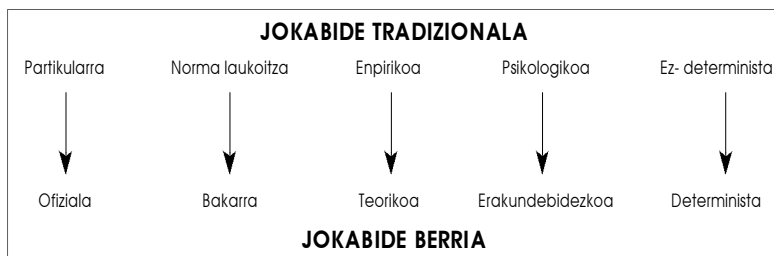 JOKABIDE TRADIZIONALA
Partikularra Norma laukoitza Enpirikoa Psikologikoa Ez- determinista
Ofiziala Bakarra Teorikoa Erakundebidezkoa Determinista
JOKABIDE BERRIA